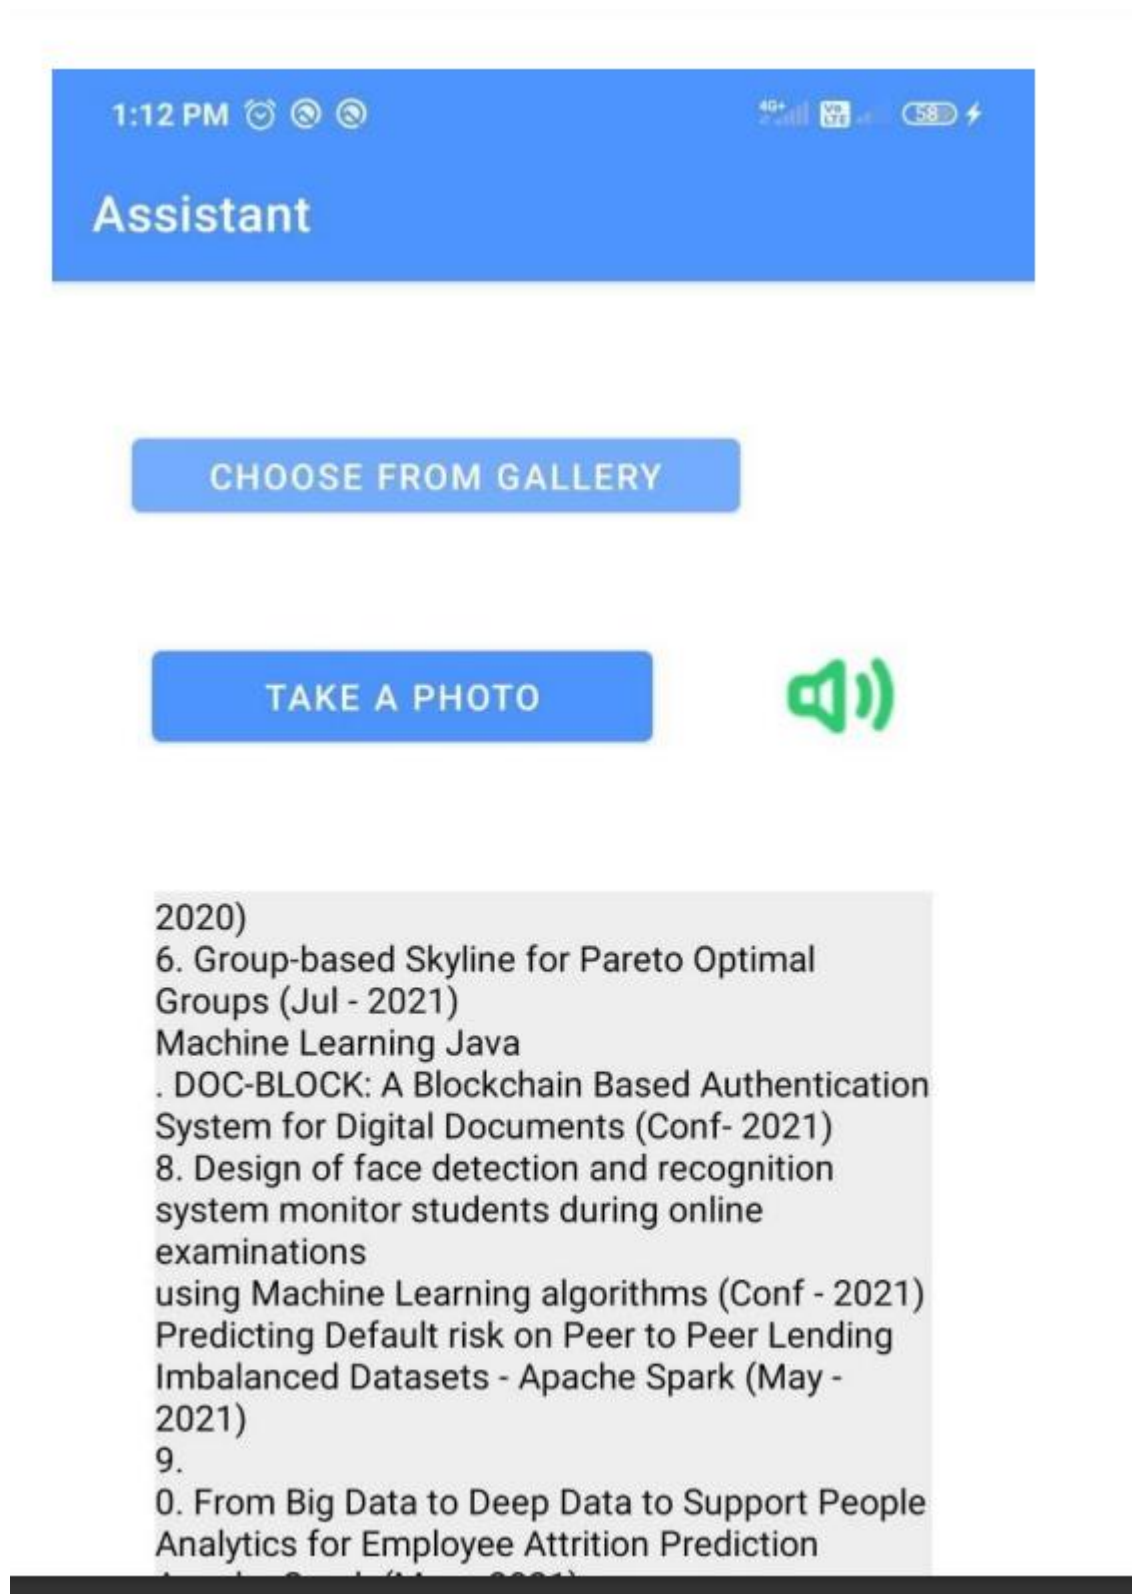 1:12 PM 4G+ Vo LTE 58
Assistant
CHOOSE FROM GALLERY
TAKE A PHOTO
2020)
6. Group-based Skyline for Pareto Optimal
Groups (Jul - 2021)
Machine Learning Java
. DOC-BLOCK: A Blockchain Based Authentication
System for Digital Documents (Conf- 2021)
8. Design of face detection and recognition
system monitor students during online
examinations
using Machine Learning algorithms (Conf - 2021)
Predicting Default risk on Peer to Peer Lending
Imbalanced Datasets - Apache Spark (May -
2021)
9.
0. From Big Data to Deep Data to Support People
Analytics for Employee Attrition Prediction